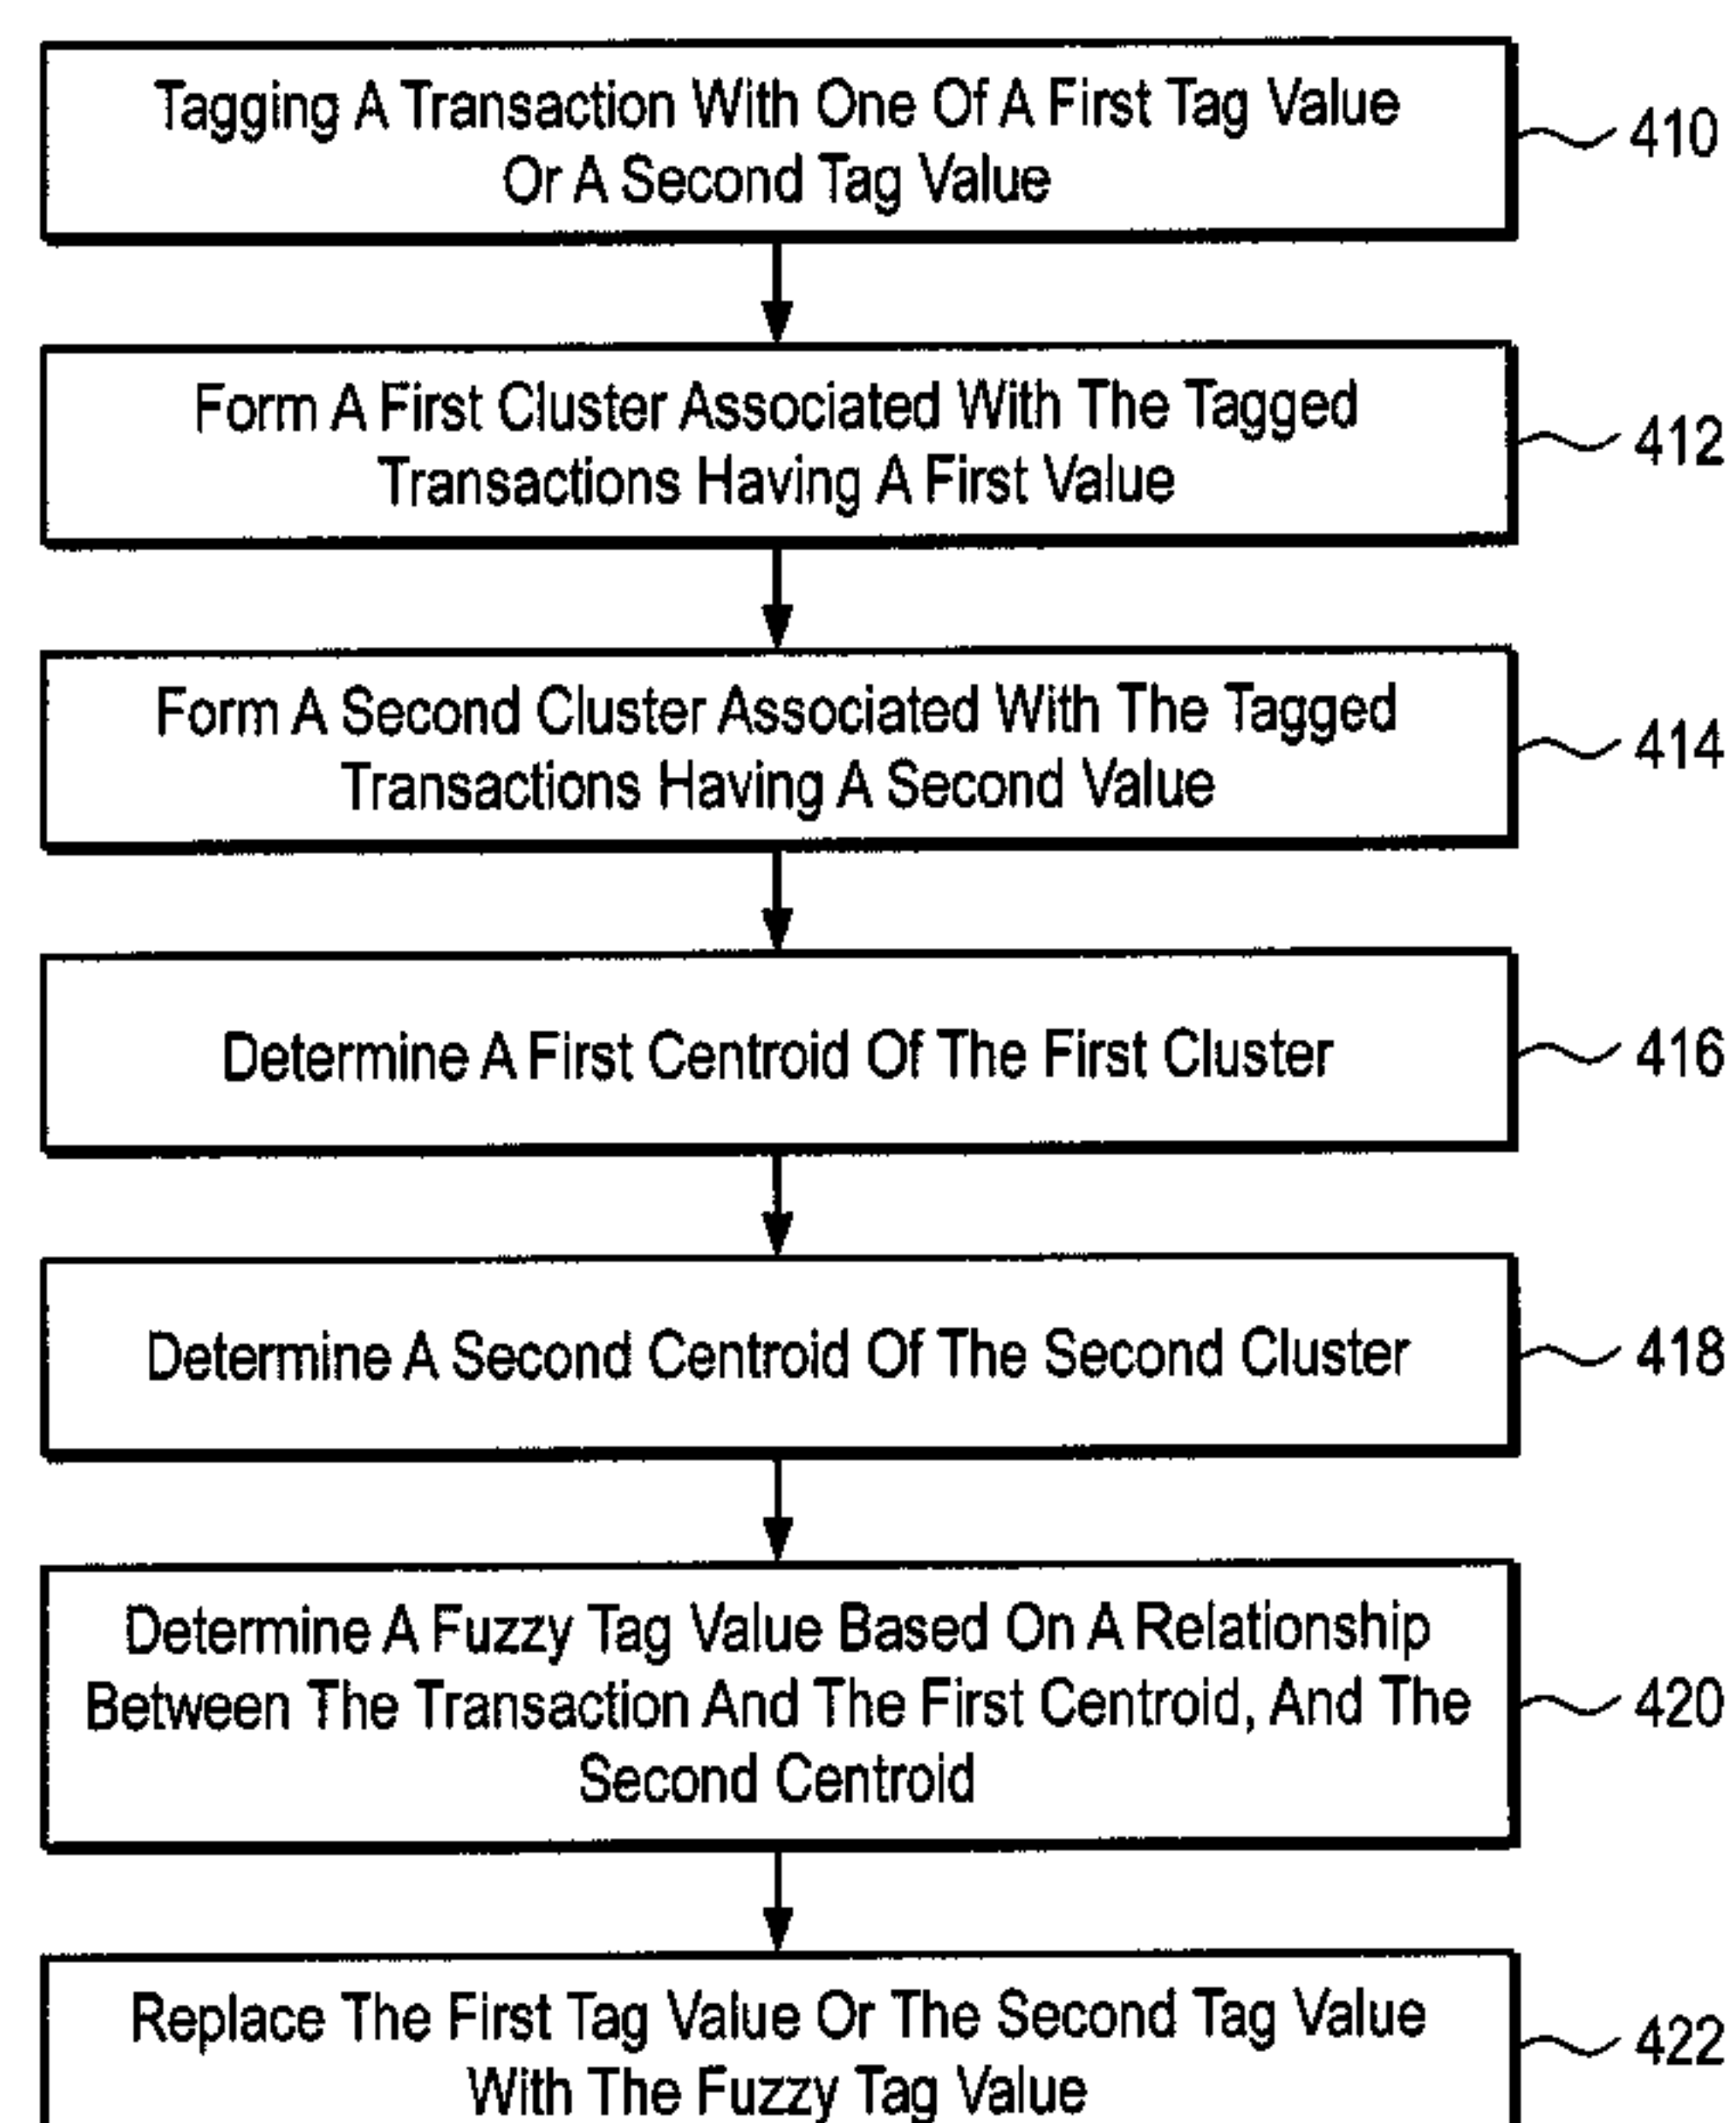 Tagging A Transaction With One Of A First Tag Value
Or A Second Tag Value
410
Form A First Cluster Associated With The Tagged
Transactions Having A First Value
412
Form A Second Cluster Associated With The Tagged
Transactions Having A Second Value
414
Determine A First Centroid Of The First Cluster
416
Determine A Second Centroid Of The Second Cluster
418
Determine A Fuzzy Tag Value Based On A Relationship
Between The Transaction And The First Centroid, And The
Second Centroid
420
Replace The First Tag Value Or The Second Tag Value
With The Fuzzy Tag Value
422